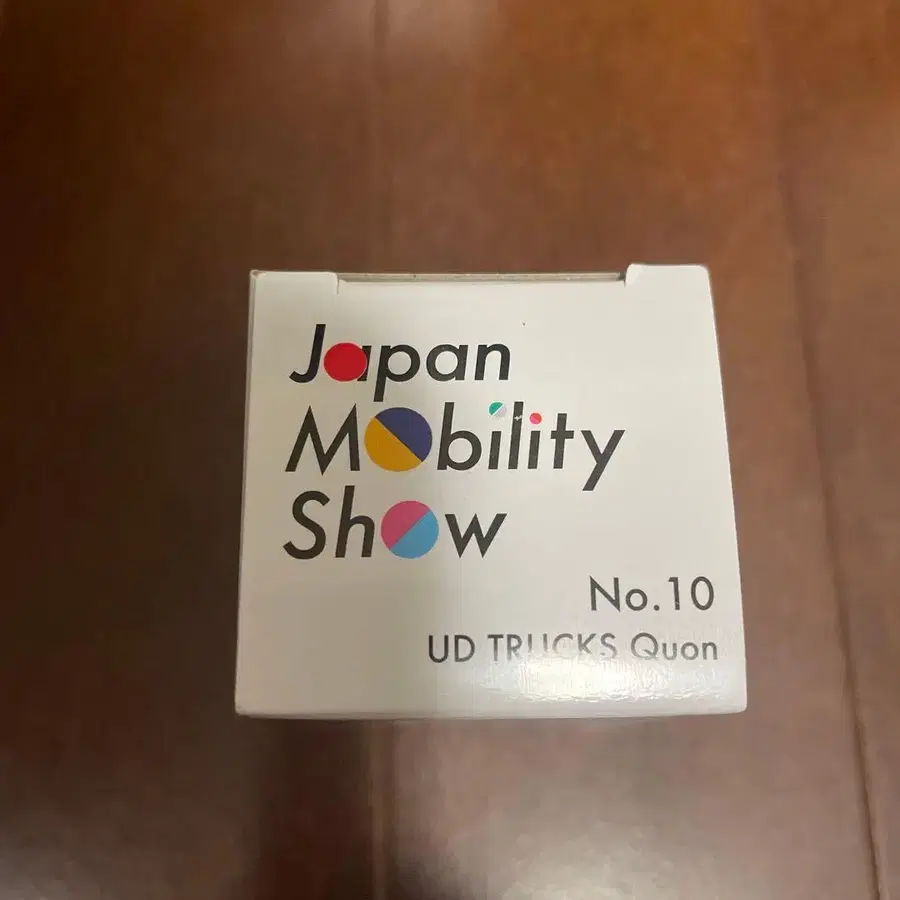 Japan
Mobility
Show
No.10
UD TRUCKS Quon